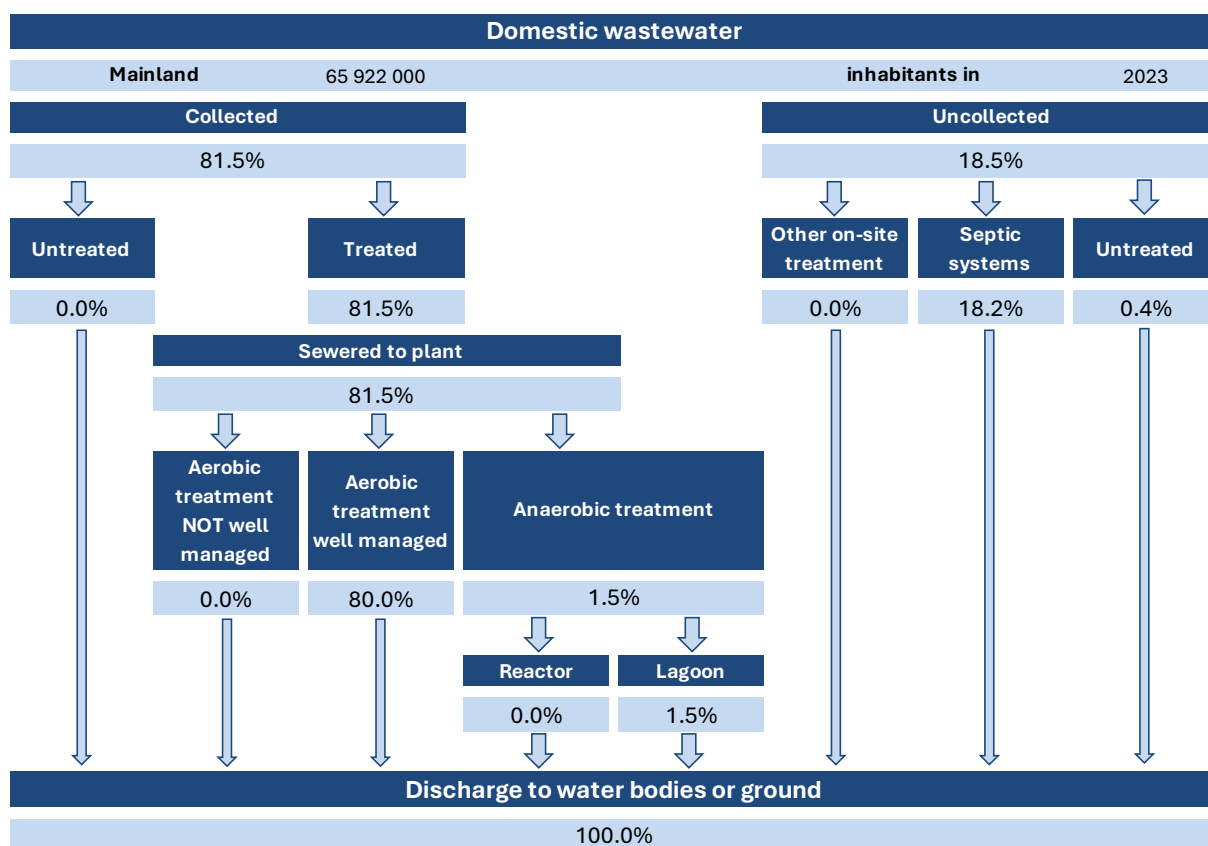 Domestic wastewater
Mainland 65 922 000 inhabitants in 2023
Collected Uncollected
81.5% 18.5%
Untreated Treated
Other on-site
treatment
Septic
systems
Untreated
0.0% 81.5% 0.0% 18.2% 0.4%
Sewered to plant
81.5%
Aerobic
treatment
NOT well
managed
Aerobic
treatment
well managed
Anaerobic treatment
0.0% 80.0% 1.5%
Reactor Lagoon
0.0% 1.5%
Discharge to water bodies or ground
100.0%